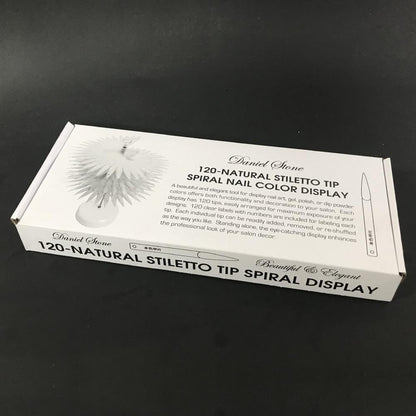 Daniel Stone
120-NATURAL STILETTO TIP
SPIRAL NAIL COLOR DISPLAY
A beautiful and elegant tool for display nail art, gel, polish, or dip powder
colors offers both functionality and decoration to your salon. Each
display has 120 tips, easily arranged for maximum exposure of your
designs. 120 clear labels with numbers are included for labeling each
tip. Each individual tip can be readily added, removed, or re-shuffled
as the way you like. Standing alone, the eye-catching display enhances
the professional look of your salon decor
Daniel Stone
Beautiful & Elegant
120-NATURAL STILETTO TIP SPIRAL DISPLAY